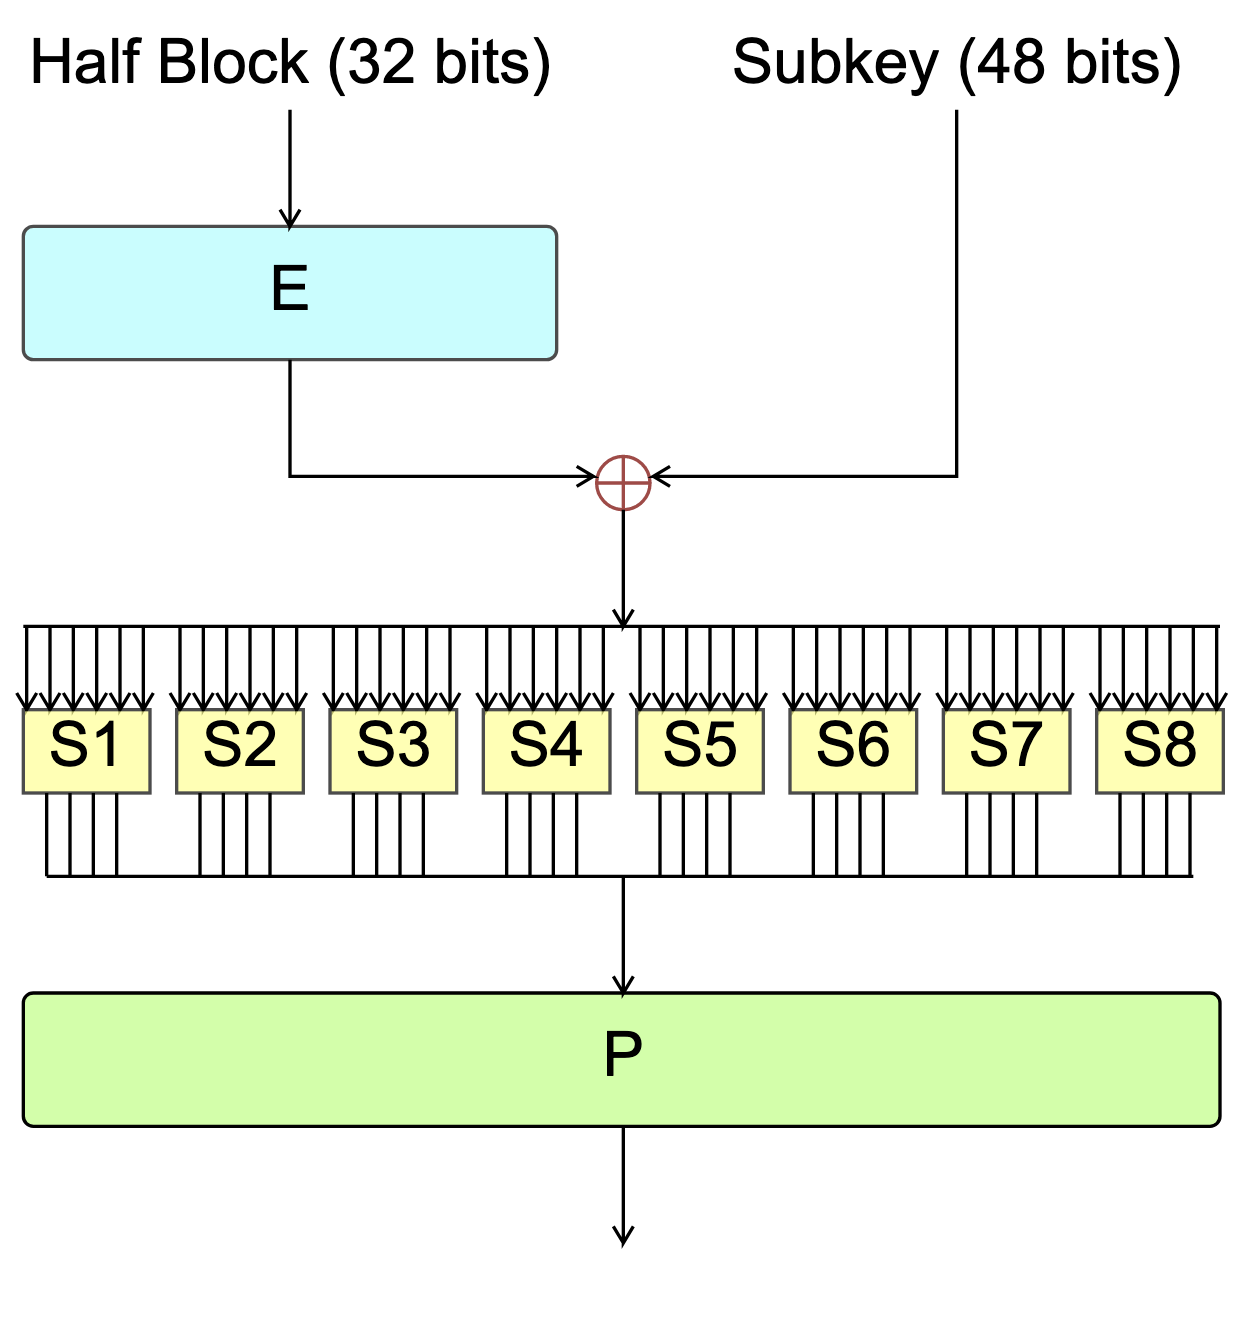 Half Block (32 bits)
Subkey (48 bits)
E
S1
S2
S3
S4
S5
S6
S7
S8
P